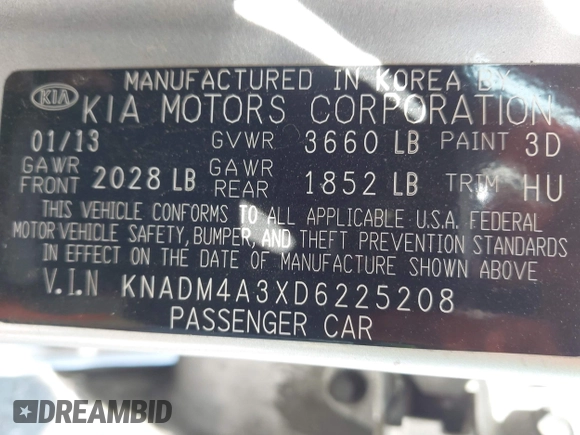 MANUFACTURED IN KOREA BY
KIA KIA MOTORS CORPORATION
01/13 GVWR 3660 LB PAINT 3D
GAWR FRONT 2028 LB GAWR REAR 1852 LB TRIM HU
THIS VEHICLE CONFORMS TO ALL APPLICABLE U.S.A. FEDERAL
MOTOR VEHICLE SAFETY, BUMPER, AND THEFT PREVENTION STANDARDS
IN EFFECT ON THE DATE OF MANUFACTURE SHOWN ABOVE
V.I.N KNADM4A3XD6225208
PASSENGER CAR
DREAMBID